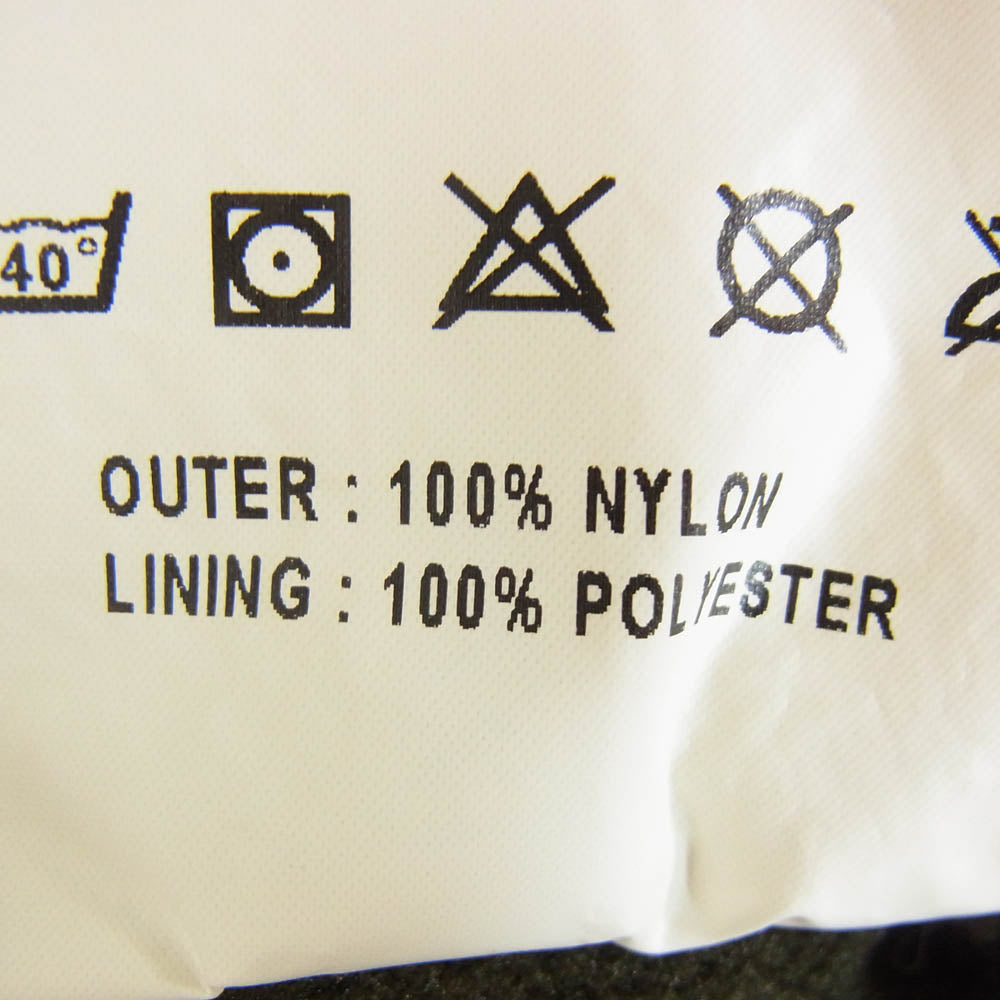 40°
OUTER : 100% NYLON
LINING : 100% POLYESTER